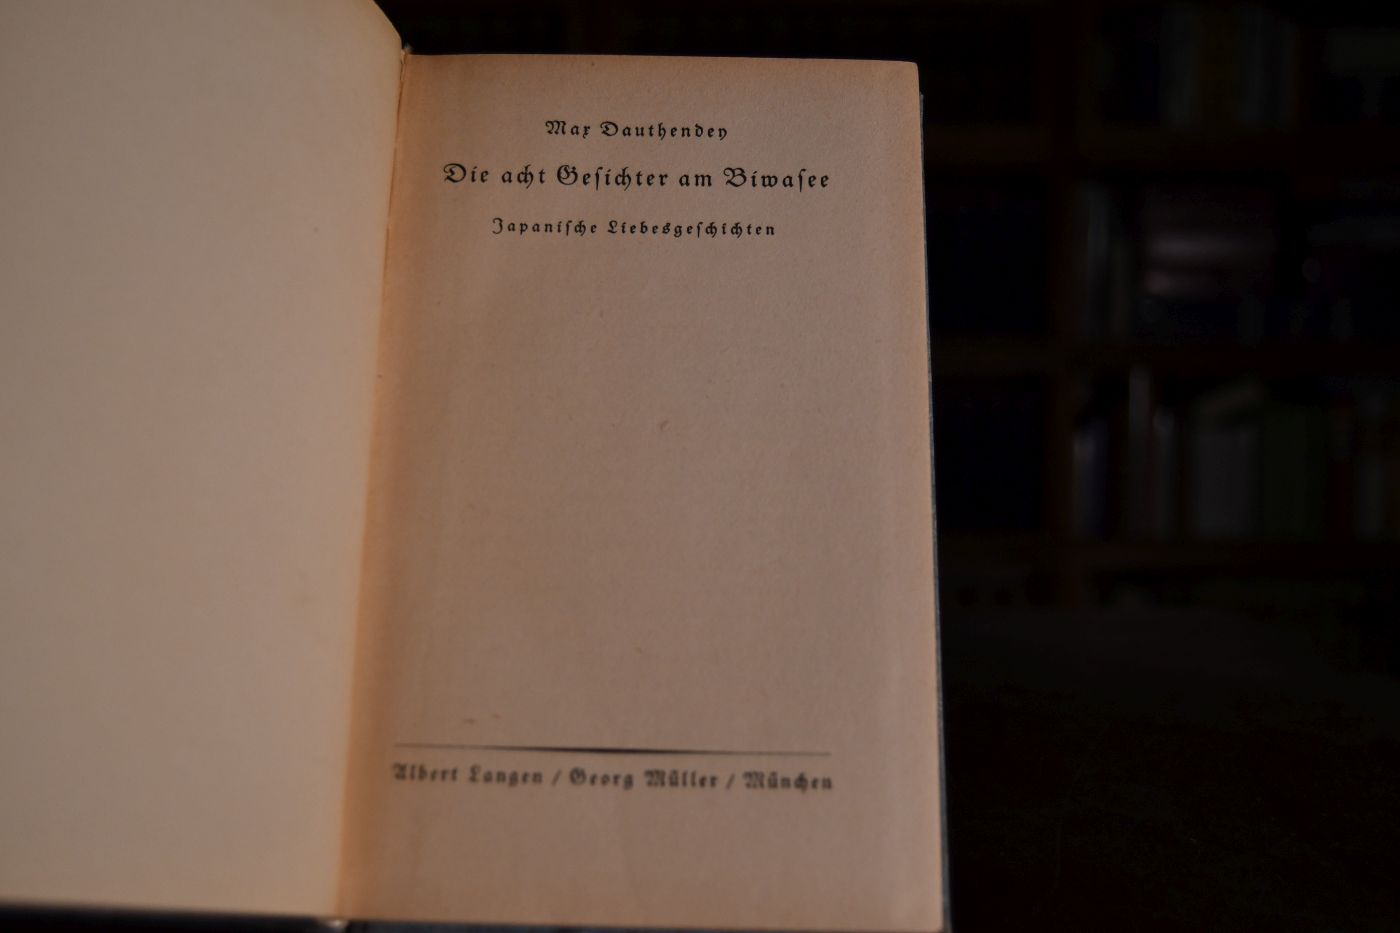 Max Dauthendey
Die acht Gesichter am Biwasee
Japanische Liebesgeschichten
Albert Langen / Georg Müller / München